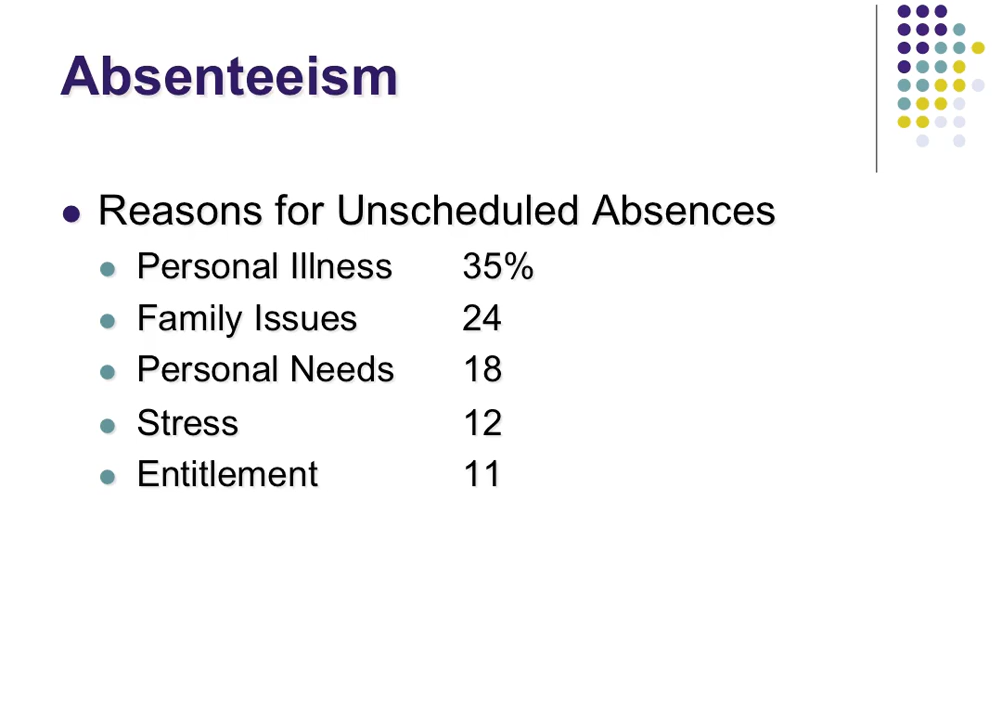 Absenteeism
Reasons for Unscheduled Absences
Personal Illness 35%
Family Issues 24
Personal Needs 18
Stress 12
Entitlement 11